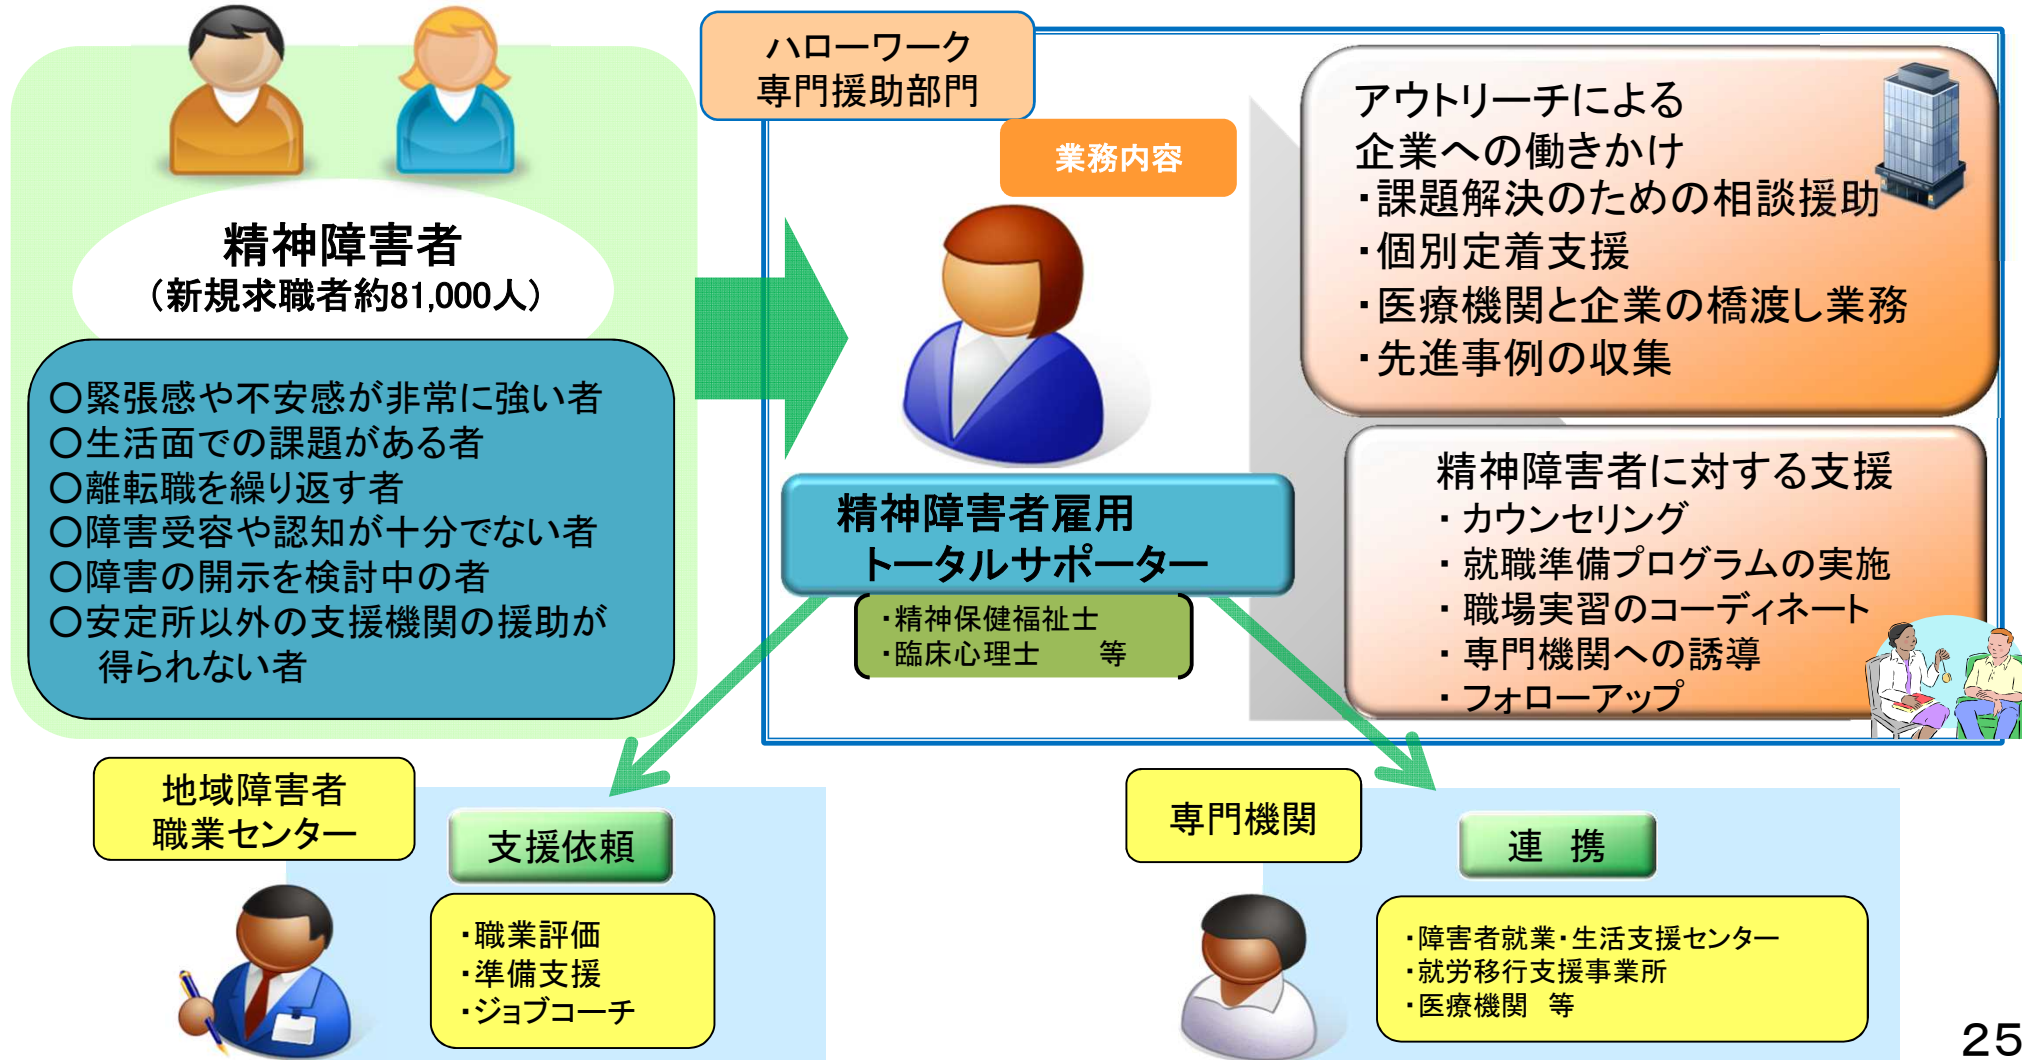 精神障害者
（新規求職者約81,000人）
○緊張感や不安感が非常に強い者
○生活面での課題がある者
○離転職を繰り返す者
○障害受容や認知が十分でない者
○障害の開示を検討中の者
○安定所以外の支援機関の援助が
得られない者
ハローワーク
専門援助部門
業務内容
精神障害者雇用
トータルサポーター
・精神保健福祉士
・臨床心理士　等
アウトリーチによる
企業への働きかけ
・課題解決のための相談援助
・個別定着支援
・医療機関と企業の橋渡し業務
・先進事例の収集
精神障害者に対する支援
・カウンセリング
・就職準備プログラムの実施
・職場実習のコーディネート
・専門機関への誘導
・フォローアップ
地域障害者
職業センター
支援依頼
・職業評価
・準備支援
・ジョブコーチ
専門機関
連　携
・障害者就業・生活支援センター
・就労移行支援事業所
・医療機関　等
25